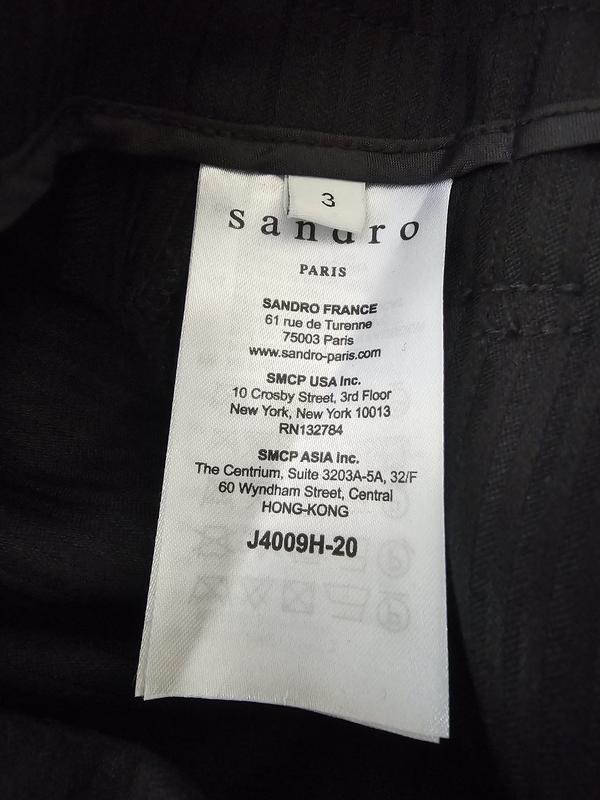 3
sandro
PARIS
SANDRO FRANCE
61 rue de Turenne
75003 Paris
www.sandro-paris.com
SMCP USA Inc.
10 Crosby Street, 3rd Floor
New York, New York 10013
RN132784
SMCP ASIA Inc.
The Centrium, Suite 3203A-5A, 32/F
60 Wyndham Street, Central
HONG-KONG
J4009H-20